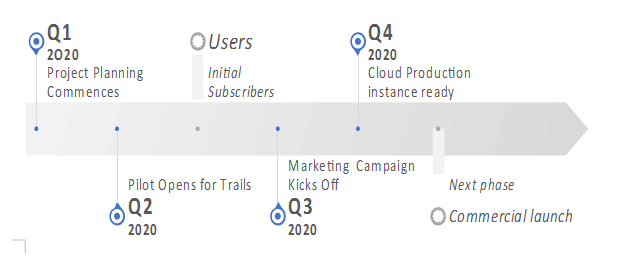 Q1
2020
Project Planning
Commences
Users
Initial
Subscribers
Q4
2020
Cloud Production
instance ready
Pilot Opens for Trails
Q2
2020
Marketing Campaign
Kicks Off
Q3
2020
Next phase
Commercial launch